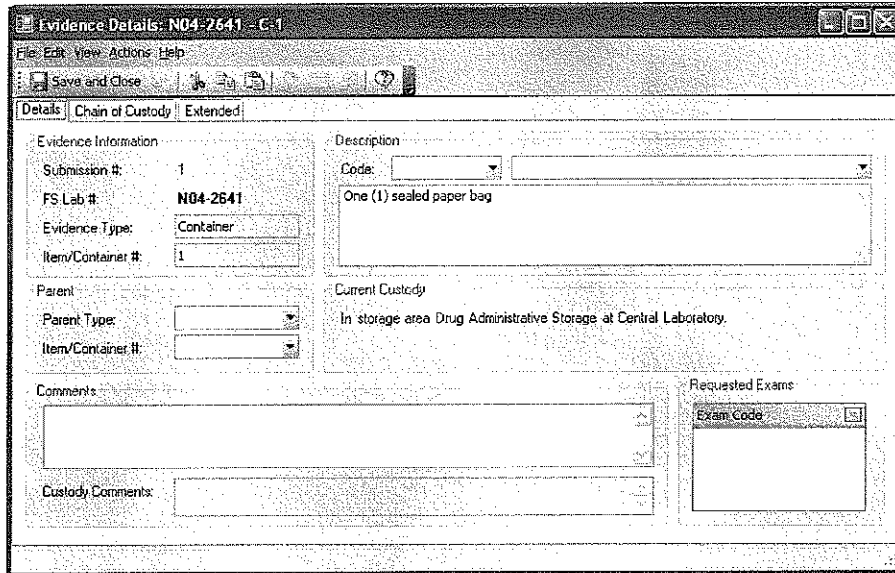 Evidence Details: N04-2641 - C-1
File Edit View Actions Help
Save and Close
Details Chain of Custody Extended
Evidence Information
Submission #: 1
FS Lab #: N04-2641
Evidence Type: Container
Item/Container #: 1
Description
Code:
One (1) sealed paper bag
Parent
Parent Type:
Item/Container #:
Current Custody
In storage area Drug Administrative Storage at Central Laboratory.
Comments
Custody Comments:
Requested Exams
Exam Code